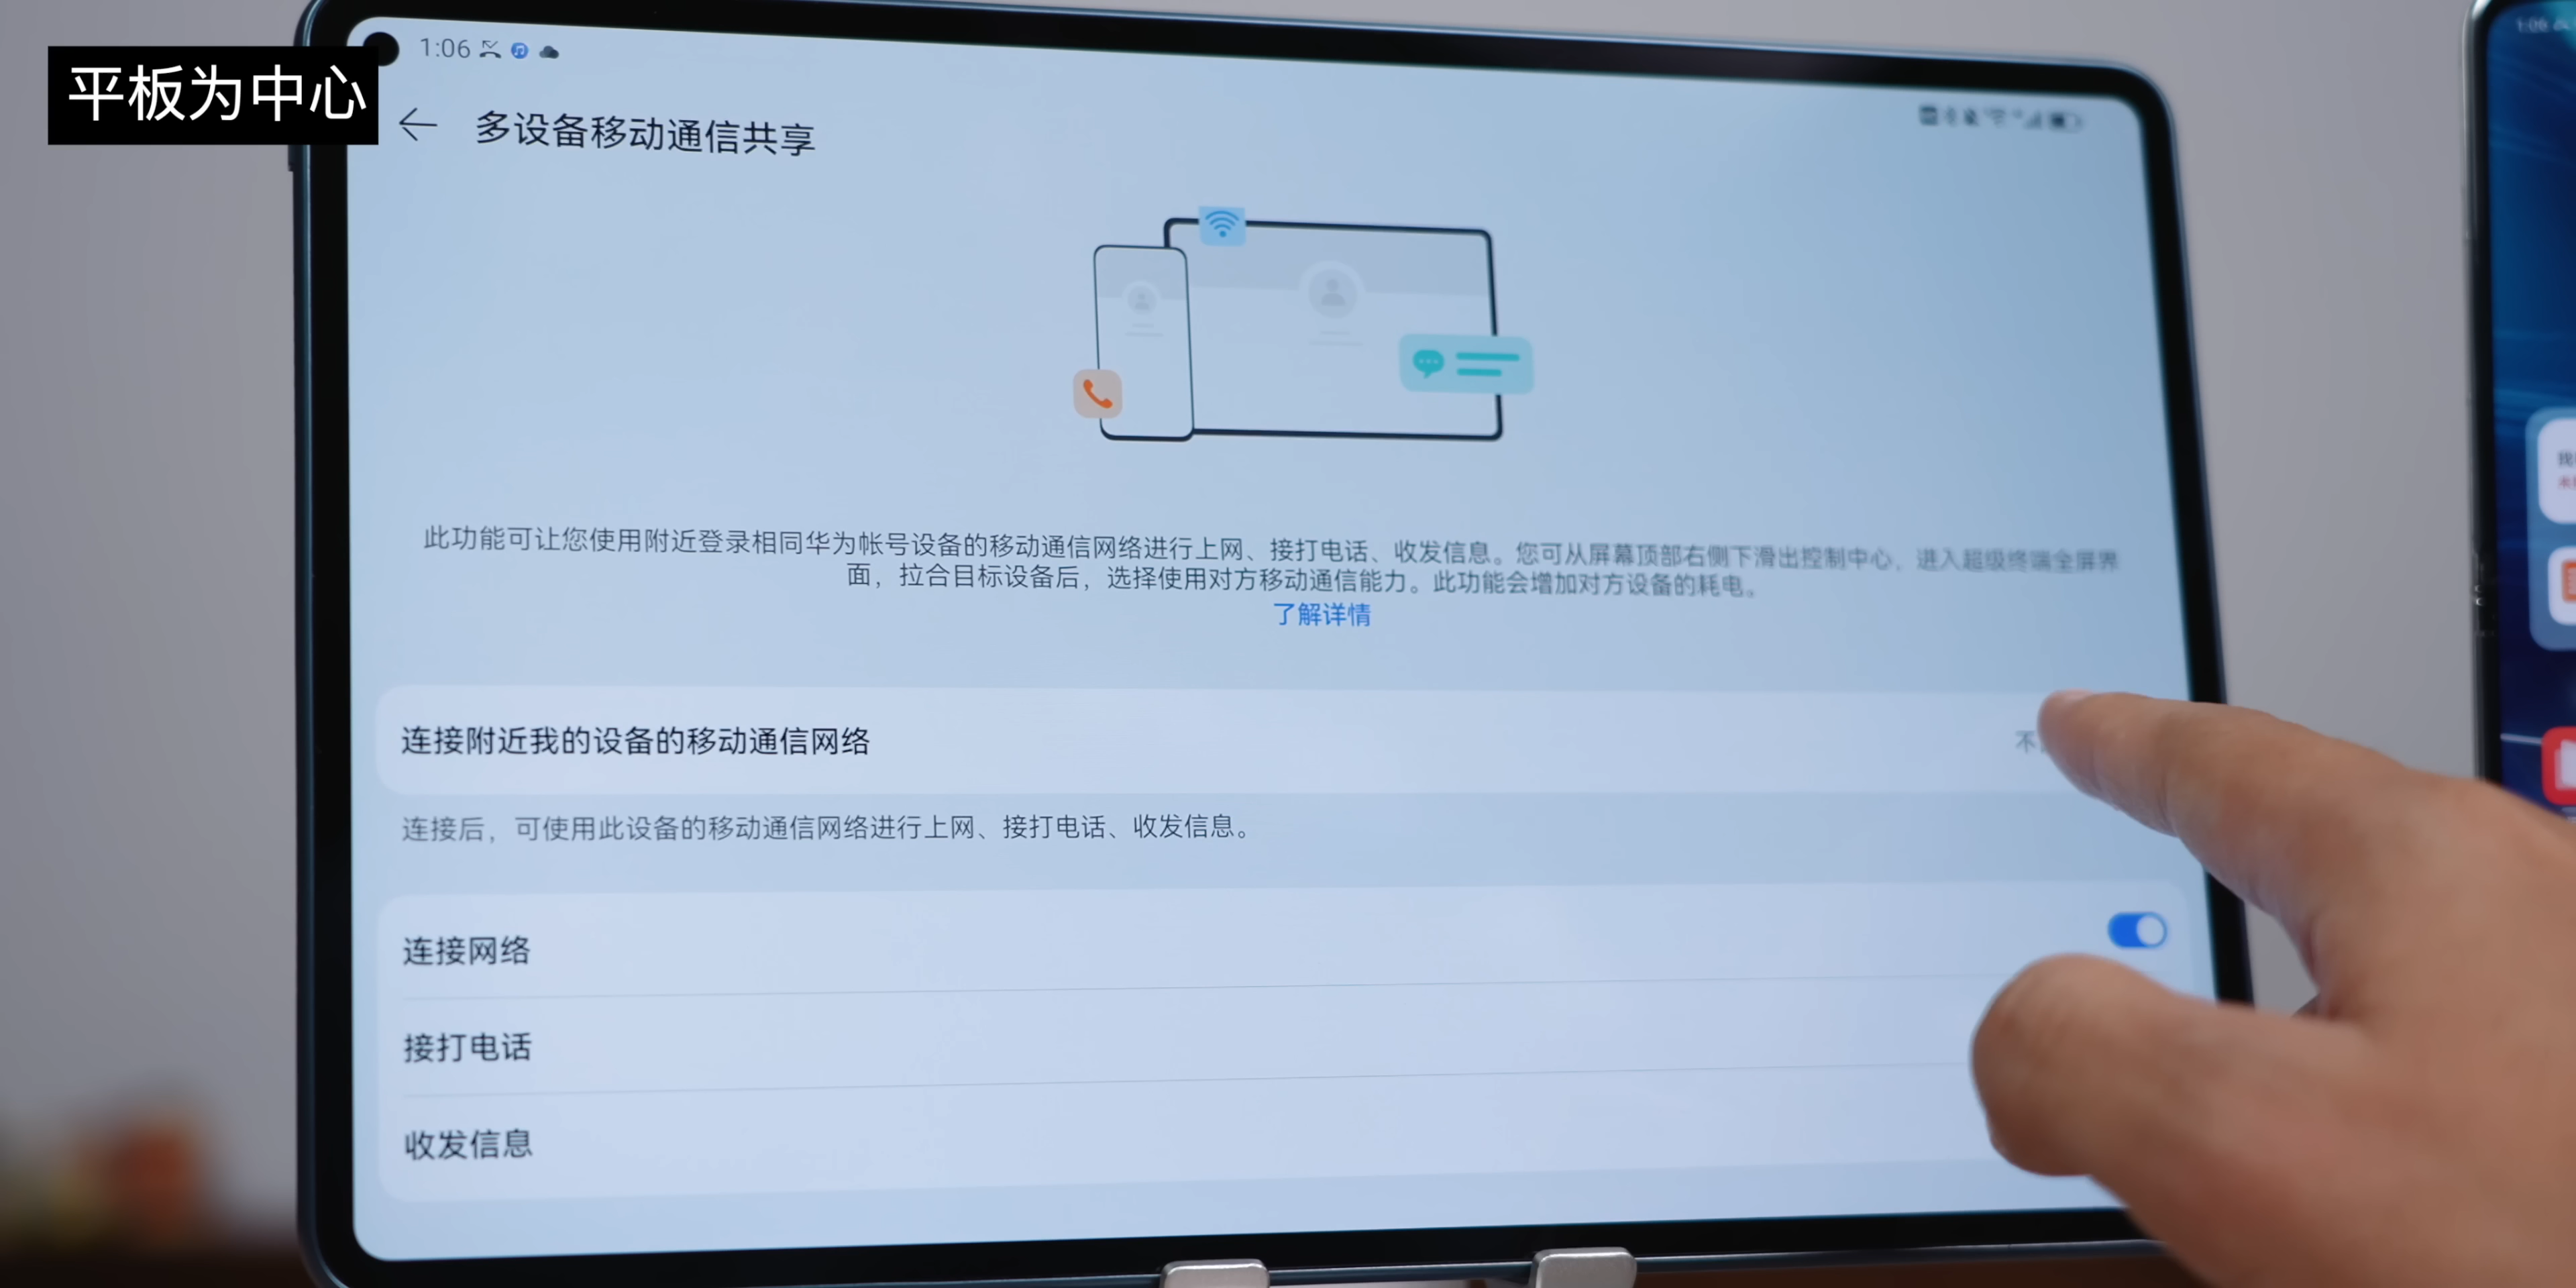 平板为中心
1:06
多设备移动通信共享
此功能可让您使用附近登录相同华为帐号设备的移动通信网络进行上网、接打电话、收发信息。您可从屏幕顶部右侧下滑出控制中心，进入超级终端全屏界
面，拉合目标设备后，选择使用对方移动通信能力。此功能会增加对方设备的耗电。
了解详情
连接附近我的设备的移动通信网络
不
连接后，可使用此设备的移动通信网络进行上网、接打电话、收发信息。
连接网络
接打电话
收发信息
1:06